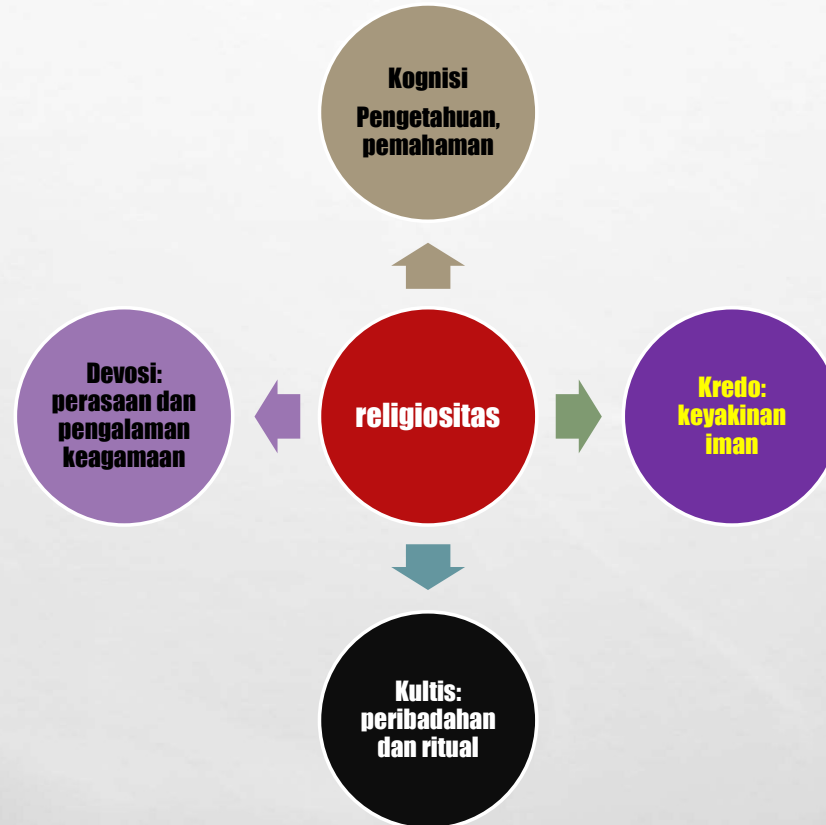 Kognisi
Pengetahuan,
pemahaman
Devosi:
perasaan dan
pengalaman
keagamaan
religiositas
Kredo:
keyakinan
iman
Kultis:
peribadahan
dan ritual